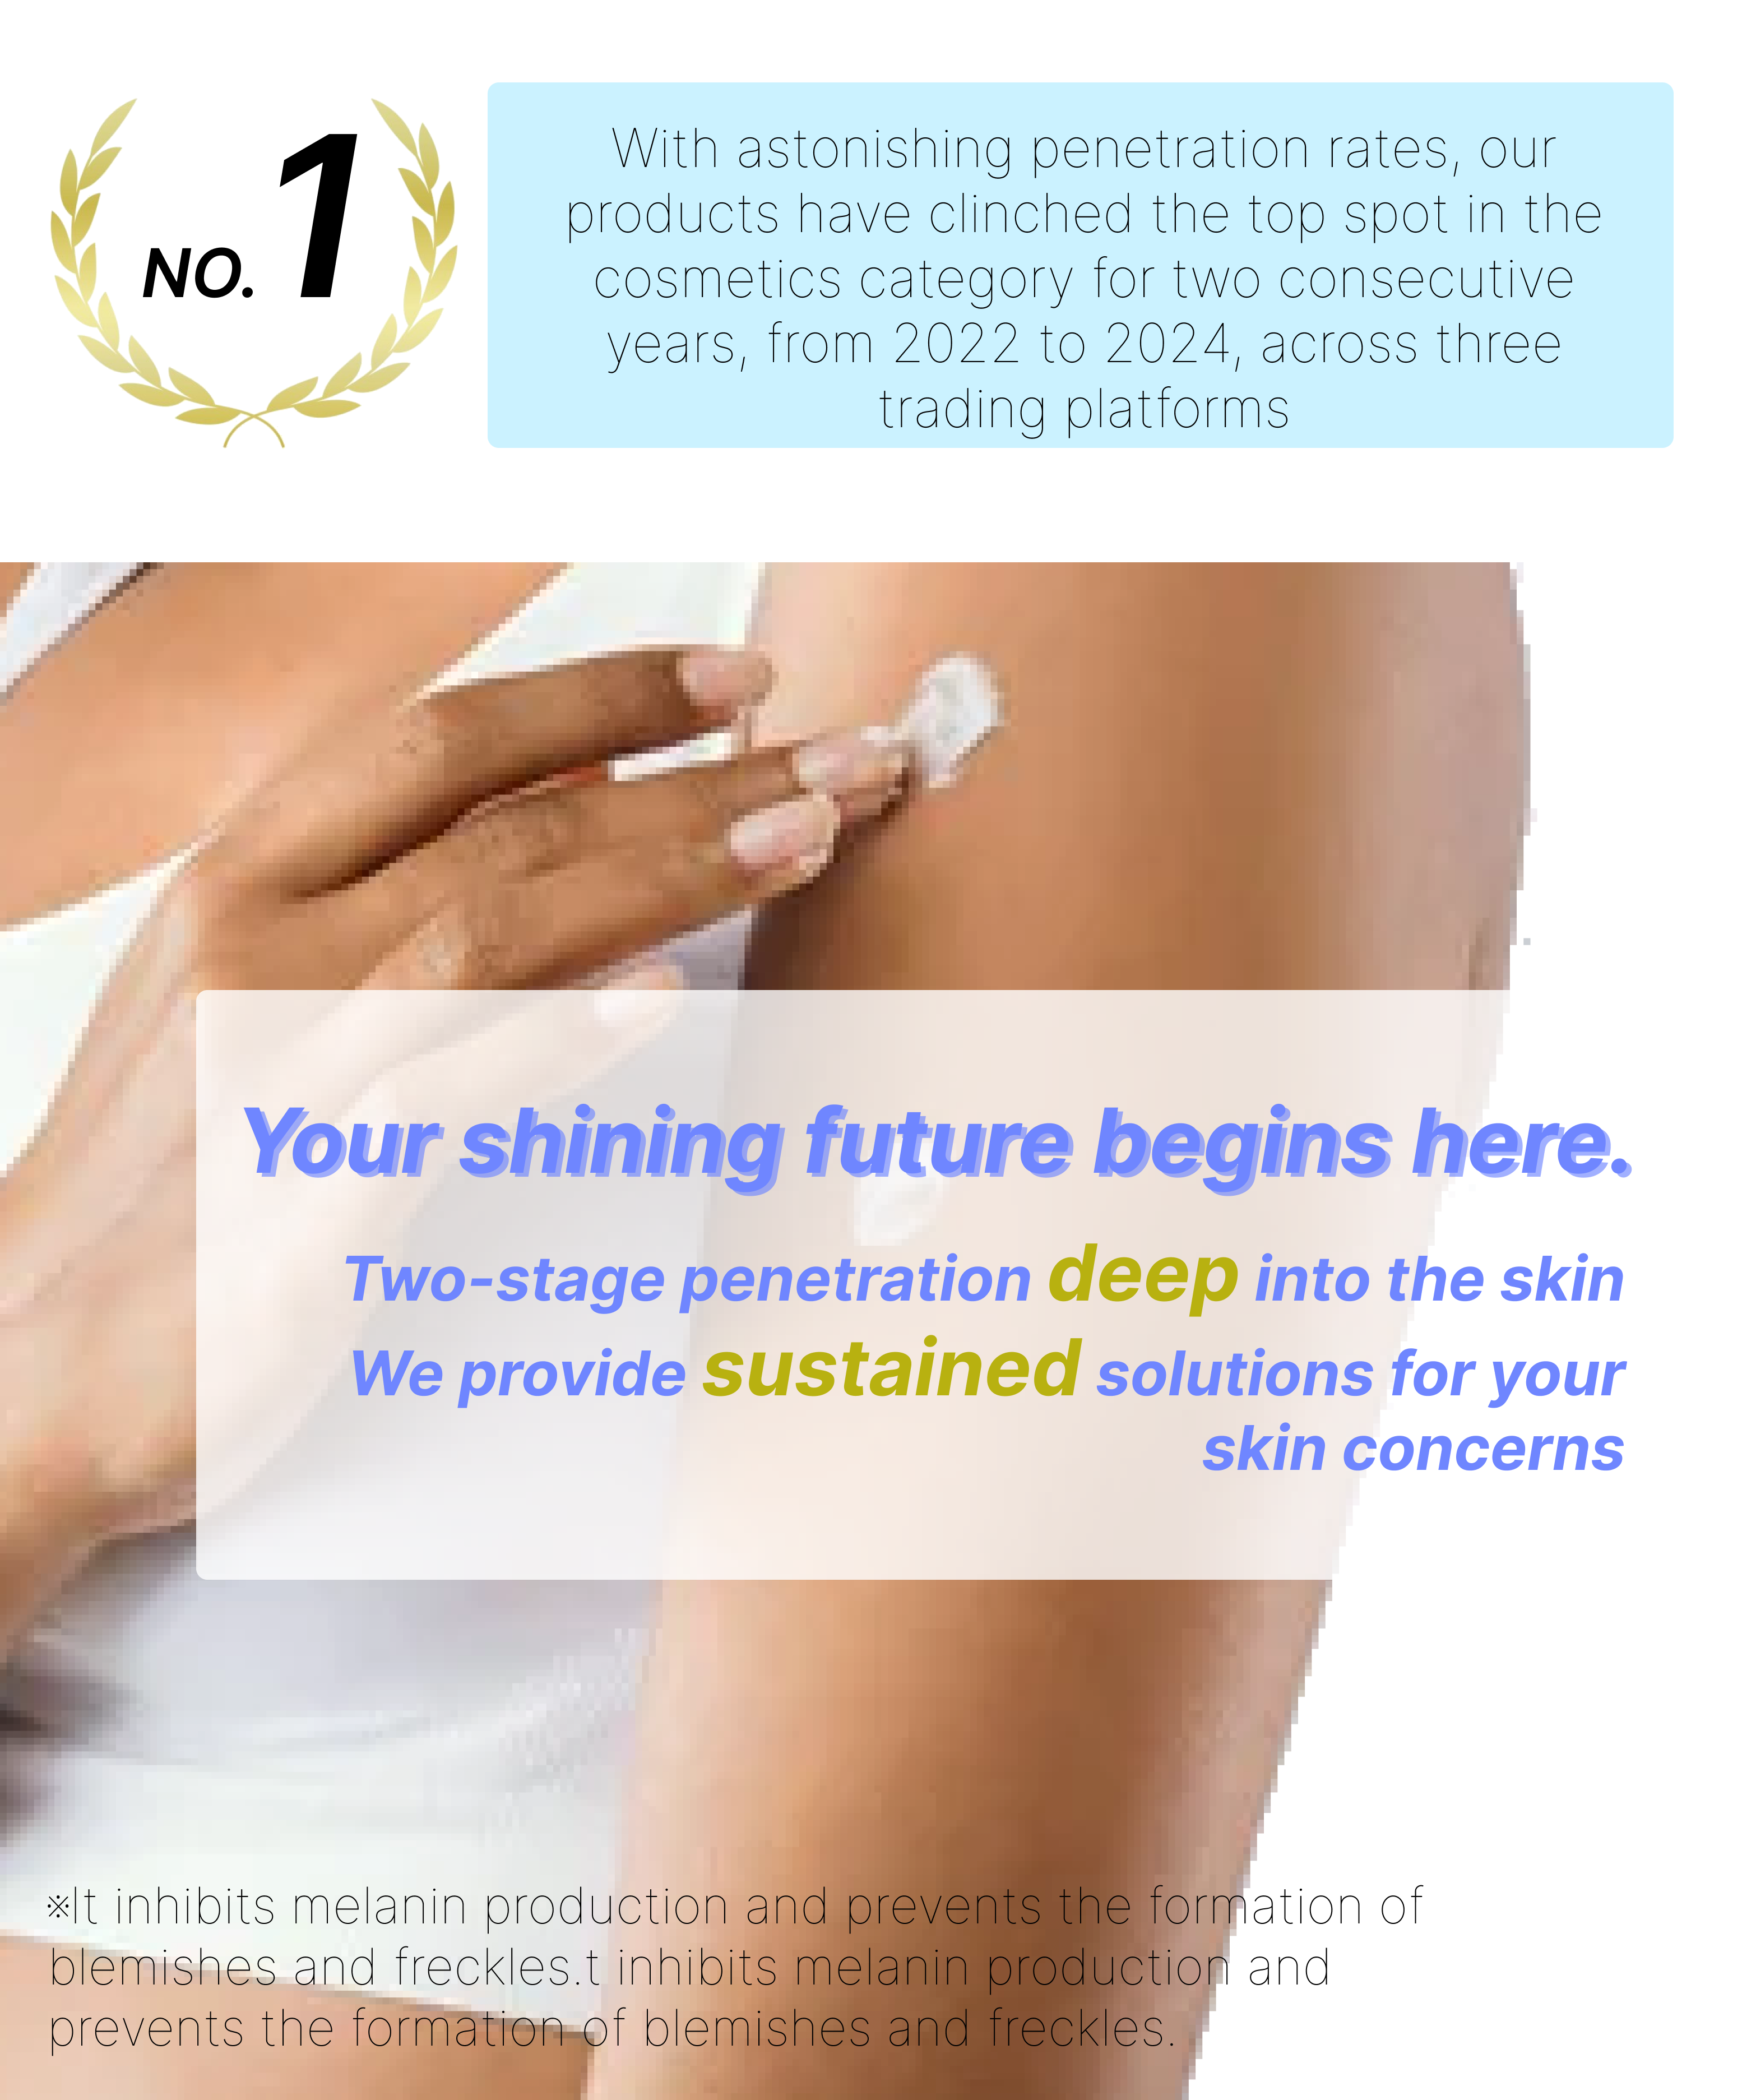 NO. 1
With astonishing penetration rates, our
products have clinched the top spot in the
cosmetics category for two consecutive
years, from 2022 to 2024, across three
trading platforms
Your shining future begins here.
Two-stage penetration deep into the skin
We provide sustained solutions for your
skin concerns
※It inhibits melanin production and prevents the formation of
blemishes and freckles.t inhibits melanin production and
prevents the formation of blemishes and freckles.